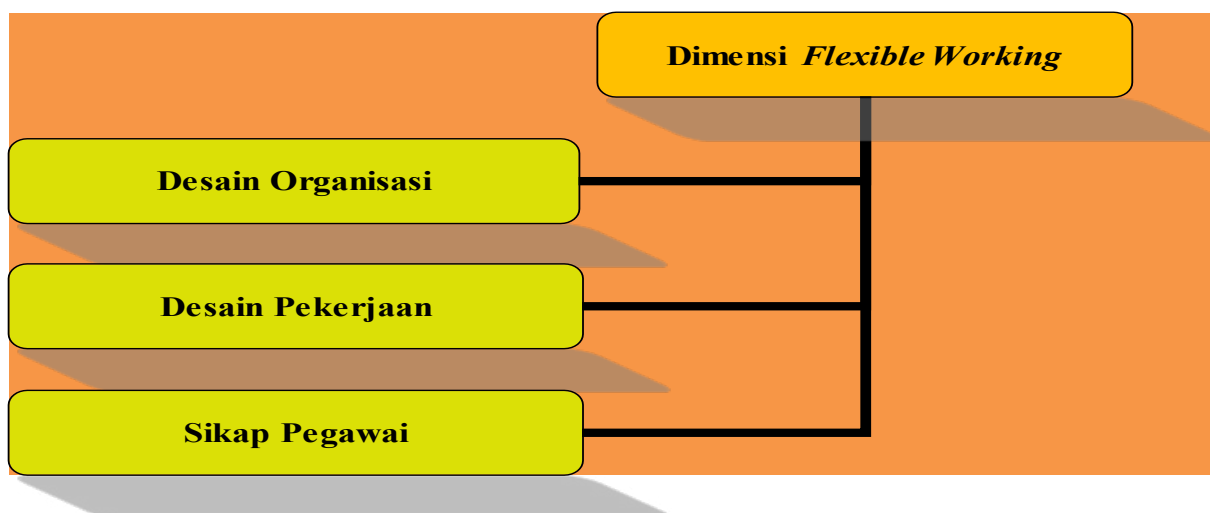 Dimensi Flexible Working
Desain Organisasi
Desain Pekerjaan
Sikap Pegawai